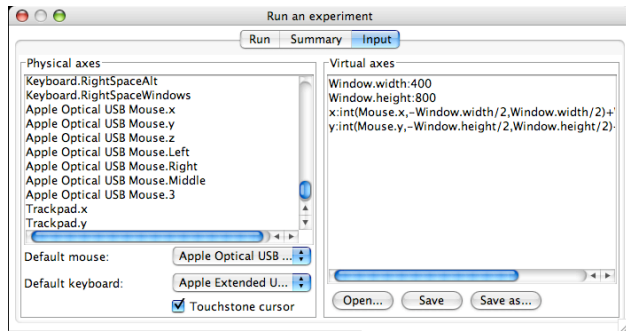 Run an experiment
Run Summary Input
Physical axes
Keyboard.RightSpaceAlt
Keyboard.RightSpaceWindows
Apple Optical USB Mouse.x
Apple Optical USB Mouse.y
Apple Optical USB Mouse.z
Apple Optical USB Mouse.Left
Apple Optical USB Mouse.Right
Apple Optical USB Mouse.Middle
Apple Optical USB Mouse.3
Trackpad.x
Trackpad.y
Default mouse: Apple Optical USB ...
Default keyboard: Apple Extended U...
Touchstone cursor
Virtual axes
Window.width:400
Window.height:800
x:int(Mouse.x,-Window.width/2,Window.width/2)+
y:int(Mouse.y,-Window.height/2,Window.height/2)
Open... Save Save as...